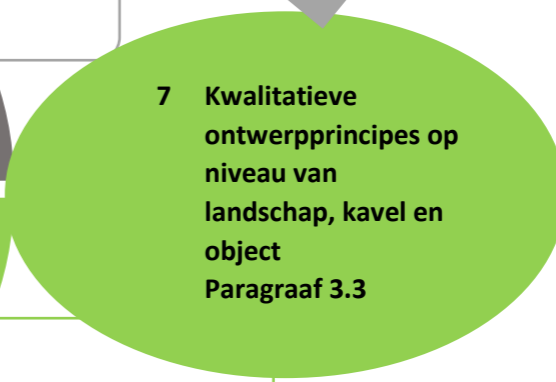 7 Kwalitatieve
ontwerpprincipes op
niveau van
landschap, kavel en
object
Paragraaf 3.3